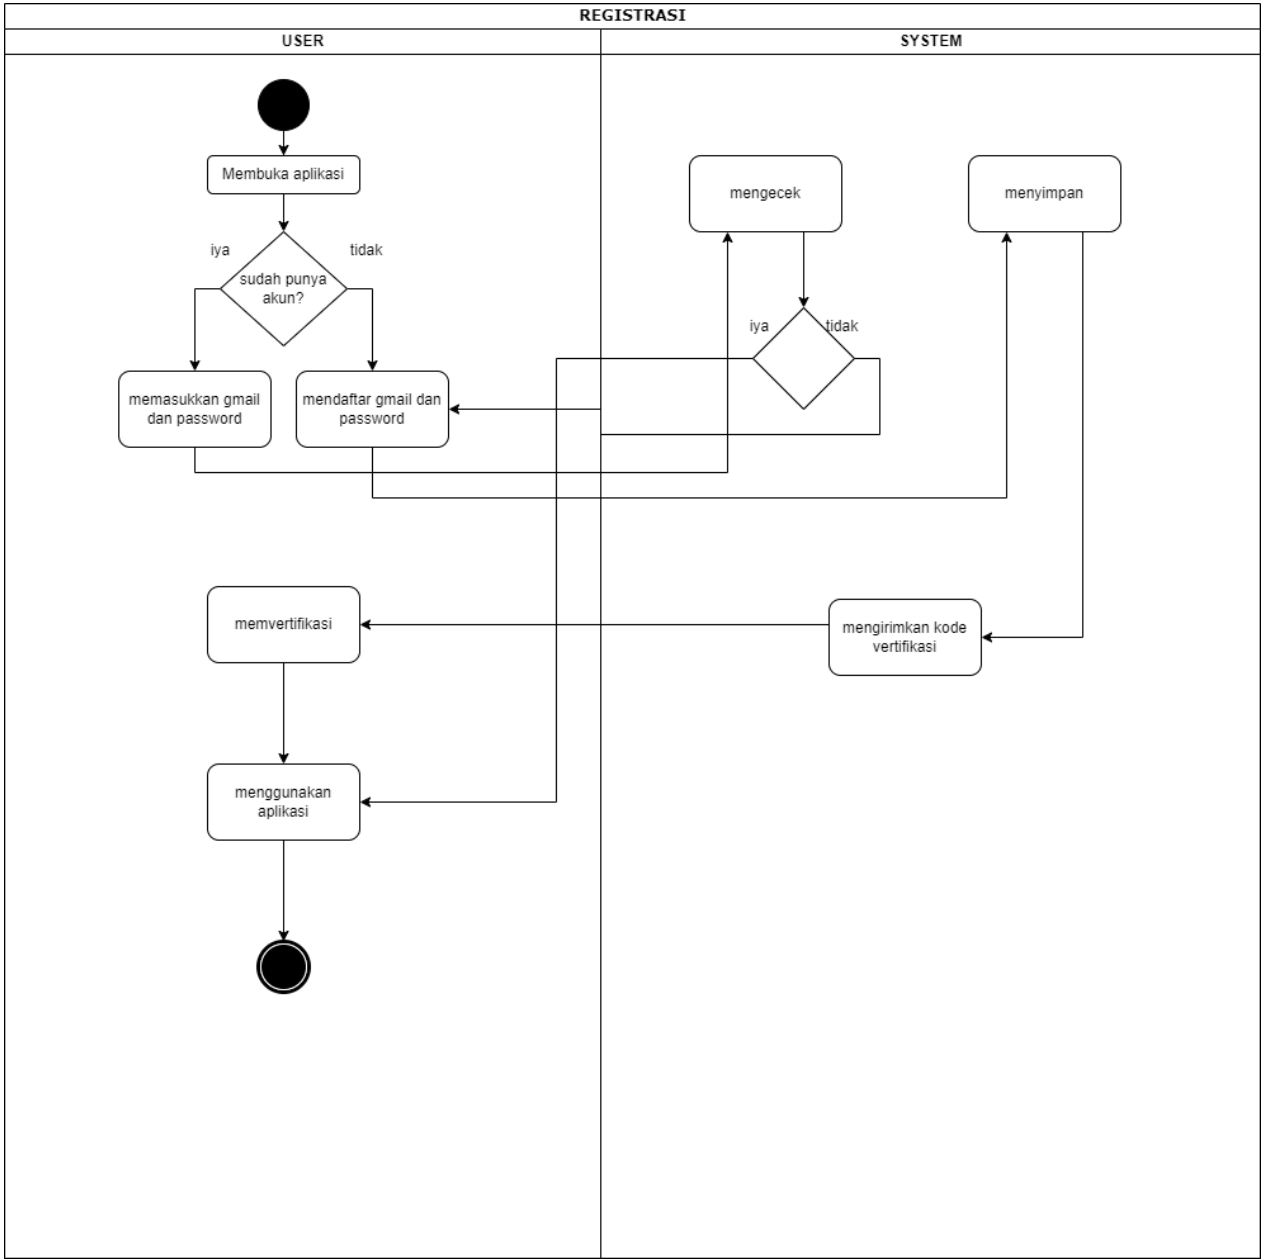 REGISTRASI
USER
SYSTEM
Membuka aplikasi
mengecek
menyimpan
iya
tidak
sudah punya
akun?
iya
tidak
memasukkan gmail
dan password
mendaftar gmail dan
password
memvertifikasi
mengirimkan kode
vertifikasi
menggunakan
aplikasi